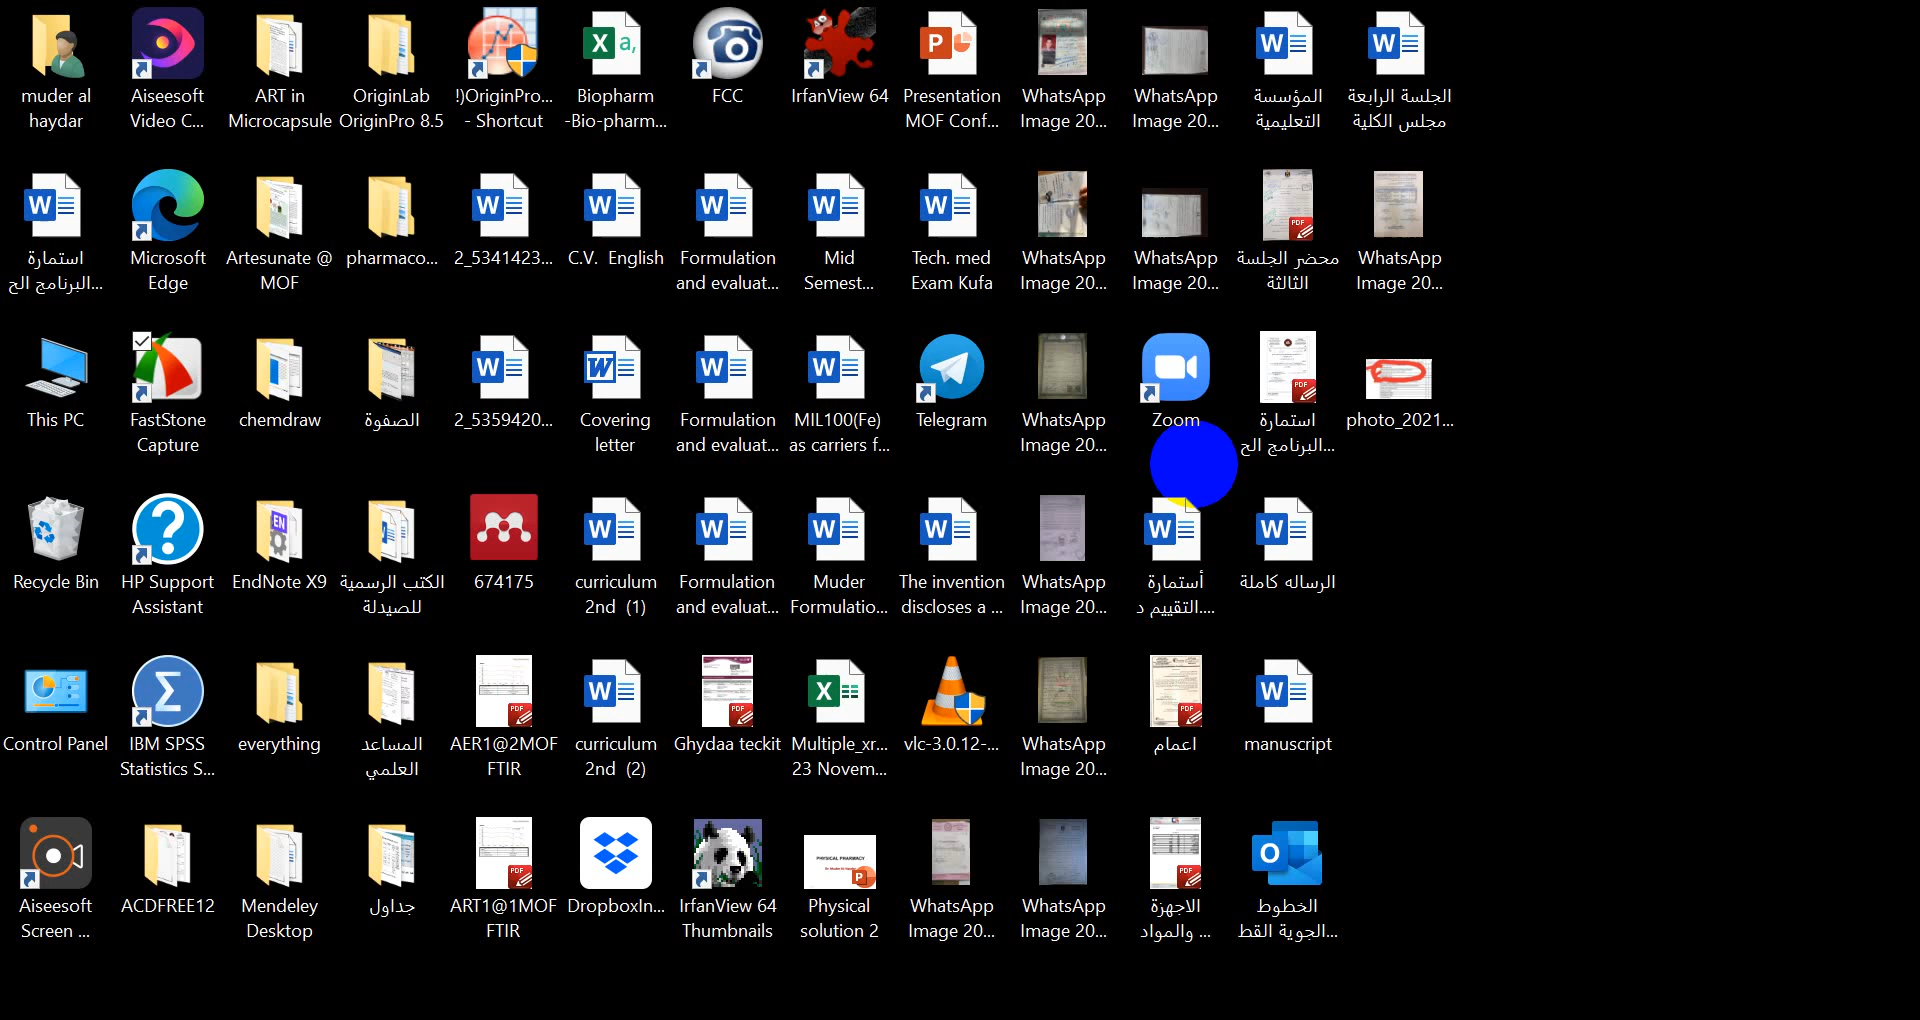 muder al
haydar
Aiseesoft
Video C...
ART in
Microcapsule
OriginLab
OriginPro 8.5
!)OriginPro...
- Shortcut
Biopharm
-Bio-pharm...
FCC
IrfanView 64
Presentation
MOF Conf...
WhatsApp
Image 20...
WhatsApp
Image 20...
المؤسسة
التعليمية
الجلسة الرابعة
مجلس الكلية
استمارة
البرنامج الح...
Microsoft
Edge
Artesunate @
MOF
pharmaco...
2_5341423...
C.V. English
Formulation
and evaluat...
Mid
Semest...
Tech. med
Exam Kufa
WhatsApp
Image 20...
WhatsApp
Image 20...
محضر الجلسة
الثالثة
WhatsApp
Image 20...
This PC
FastStone
Capture
chemdraw
الصفوة
2_5359420...
Covering
letter
Formulation
and evaluat...
MIL100(Fe)
as carriers f...
Telegram
WhatsApp
Image 20...
Zoom
استمارة
البرنامج الح...
photo_2021...
Recycle Bin
HP Support
Assistant
EndNote X9
الكتب الرسمية
للصيدلة
674175
curriculum
2nd (1)
Formulation
and evaluat...
Muder
Formulatio...
The invention
discloses a ...
WhatsApp
Image 20...
أستمارة
التقييم د....
الرساله كاملة
Control Panel
IBM SPSS
Statistics S...
everything
المساعد
العلمي
AER1@2MOF
FTIR
curriculum
2nd (2)
Ghydaa teckit
Multiple_xr...
23 Novem...
vlc-3.0.12-...
WhatsApp
Image 20...
اعمام
manuscript
Aiseesoft
Screen ...
ACDFREE12
Mendeley
Desktop
جداول
ART1@1MOF
FTIR
DropboxIn...
IrfanView 64
Thumbnails
PHYSICAL PHARMACY
Physical
solution 2
WhatsApp
Image 20...
WhatsApp
Image 20...
الاجهزة
والمواد ...
الخطوط
الجوية القط...